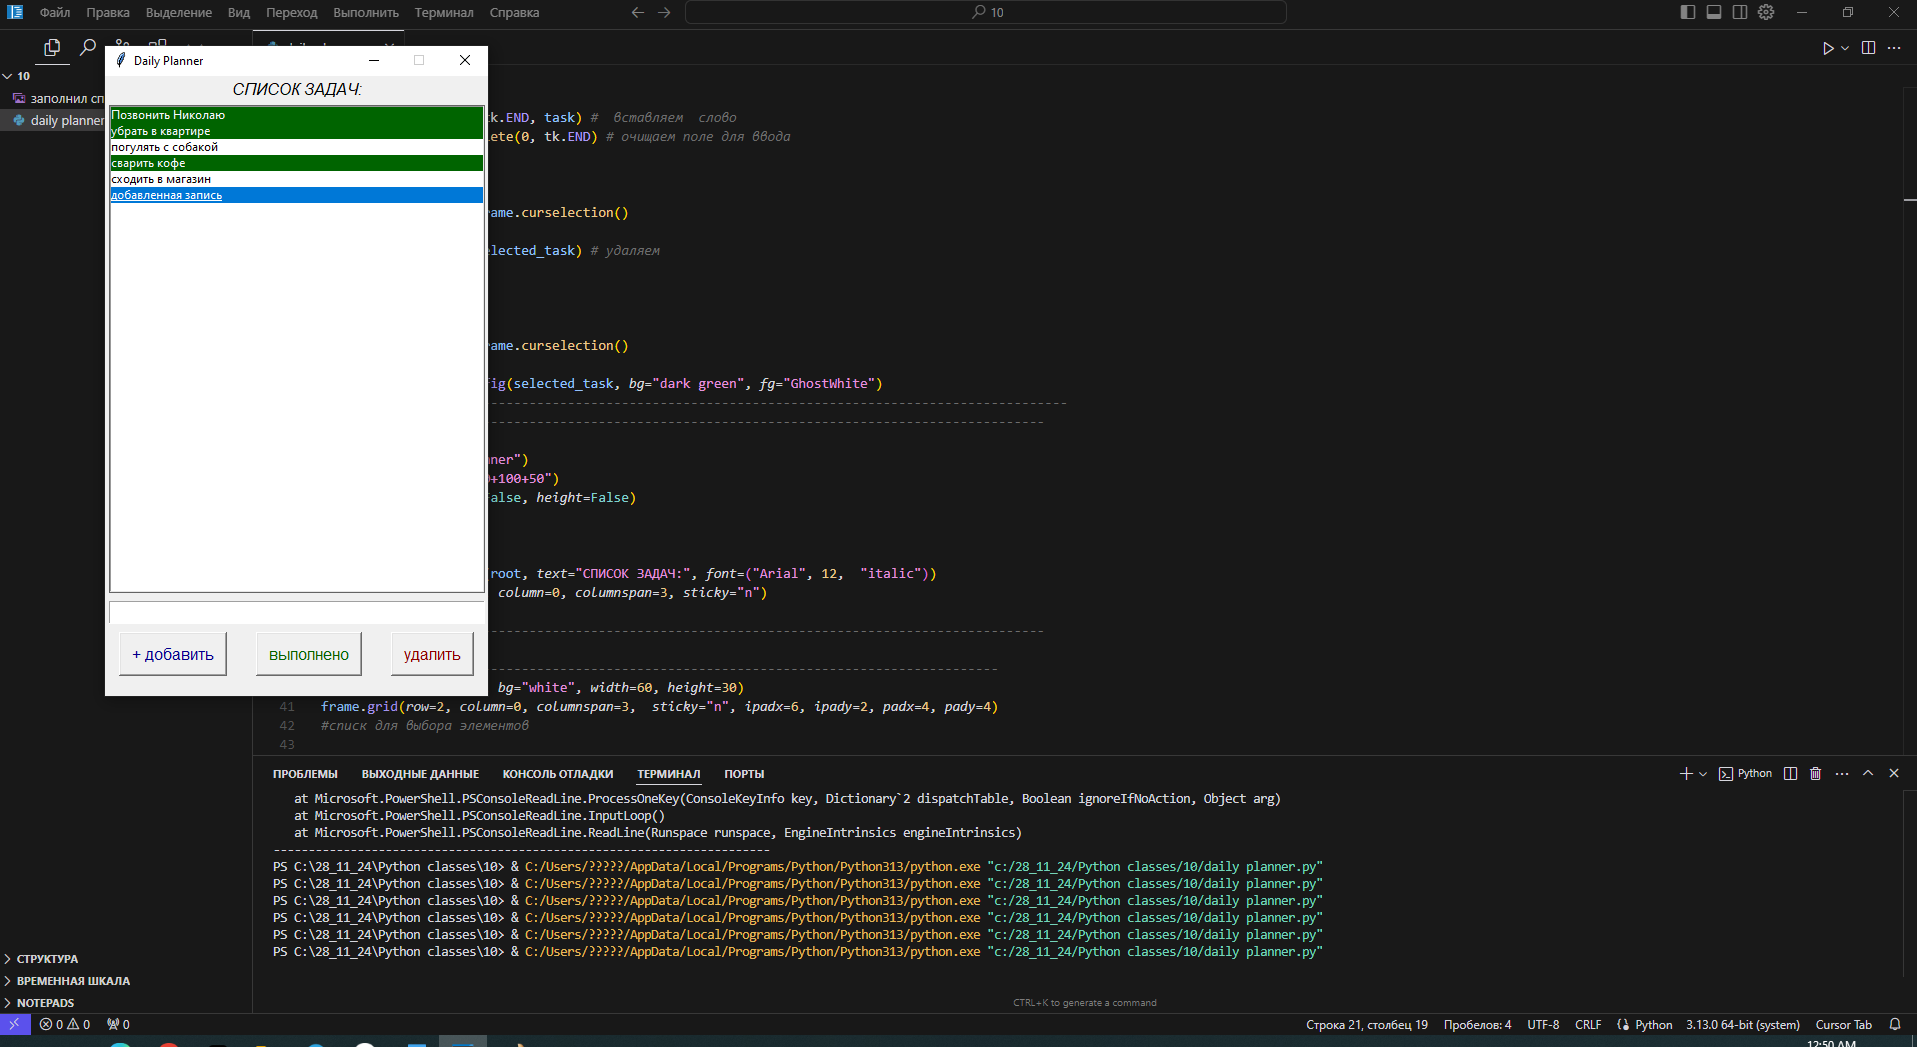 Файл Правка Выделение Вид Переход Выполнить Терминал Справка
10
Daily Planner
СПИСОК ЗАДАЧ:
Позвонить Николаю
убрать в квартире
погулять с собакой
сварить кофе
сходить в магазин
добавленная запись
+ добавить
выполнено
удалить
10
заполнил сп
daily planner
k.END, task) #  вставляем  слово
ete(0, tk.END) # очищаем поле для ввода
ame.curselection()
elected_task) # удаляем
ame.curselection()
ig(selected_task, bg="dark green", fg="GhostWhite")
ner")
+100+50")
alse, height=False)
root, text="СПИСОК ЗАДАЧ:", font=("Arial", 12,  "italic"))
column=0, columnspan=3, sticky="n")
bg="white", width=60, height=30)
41 frame.grid(row=2, column=0, columnspan=3,  sticky="n", ipadx=6, ipady=2, padx=4, pady=4)
42 #списк для выбора элементов
43
ПРОБЛЕМЫ ВЫХОДНЫЕ ДАННЫЕ КОНСОЛЬ ОТЛАДКИ ТЕРМИНАЛ ПОРТЫ
Python
at Microsoft.PowerShell.PSConsoleReadLine.ProcessOneKey(ConsoleKeyInfo key, Dictionary`2 dispatchTable, Boolean ignoreIfNoAction, Object arg)
at Microsoft.PowerShell.PSConsoleReadLine.InputLoop()
at Microsoft.PowerShell.PSConsoleReadLine.ReadLine(Runspace runspace, EngineIntrinsics engineIntrinsics)
-----------------------------------------------------------------------
PS C:\28_11_24\Python classes\10> & C:/Users/?????/AppData/Local/Programs/Python/Python313/python.exe "c:/28_11_24/Python classes/10/daily planner.py"
PS C:\28_11_24\Python classes\10> & C:/Users/?????/AppData/Local/Programs/Python/Python313/python.exe "c:/28_11_24/Python classes/10/daily planner.py"
PS C:\28_11_24\Python classes\10> & C:/Users/?????/AppData/Local/Programs/Python/Python313/python.exe "c:/28_11_24/Python classes/10/daily planner.py"
PS C:\28_11_24\Python classes\10> & C:/Users/?????/AppData/Local/Programs/Python/Python313/python.exe "c:/28_11_24/Python classes/10/daily planner.py"
PS C:\28_11_24\Python classes\10> & C:/Users/?????/AppData/Local/Programs/Python/Python313/python.exe "c:/28_11_24/Python classes/10/daily planner.py"
PS C:\28_11_24\Python classes\10> & C:/Users/?????/AppData/Local/Programs/Python/Python313/python.exe "c:/28_11_24/Python classes/10/daily planner.py"
CTRL+K to generate a command
СТРУКТУРА
ВРЕМЕННАЯ ШКАЛА
NOTEPADS
0 0 0
Строка 21, столбец 19 Пробелов: 4 UTF-8 CRLF Python 3.13.0 64-bit (system) Cursor Tab
12:50 AM